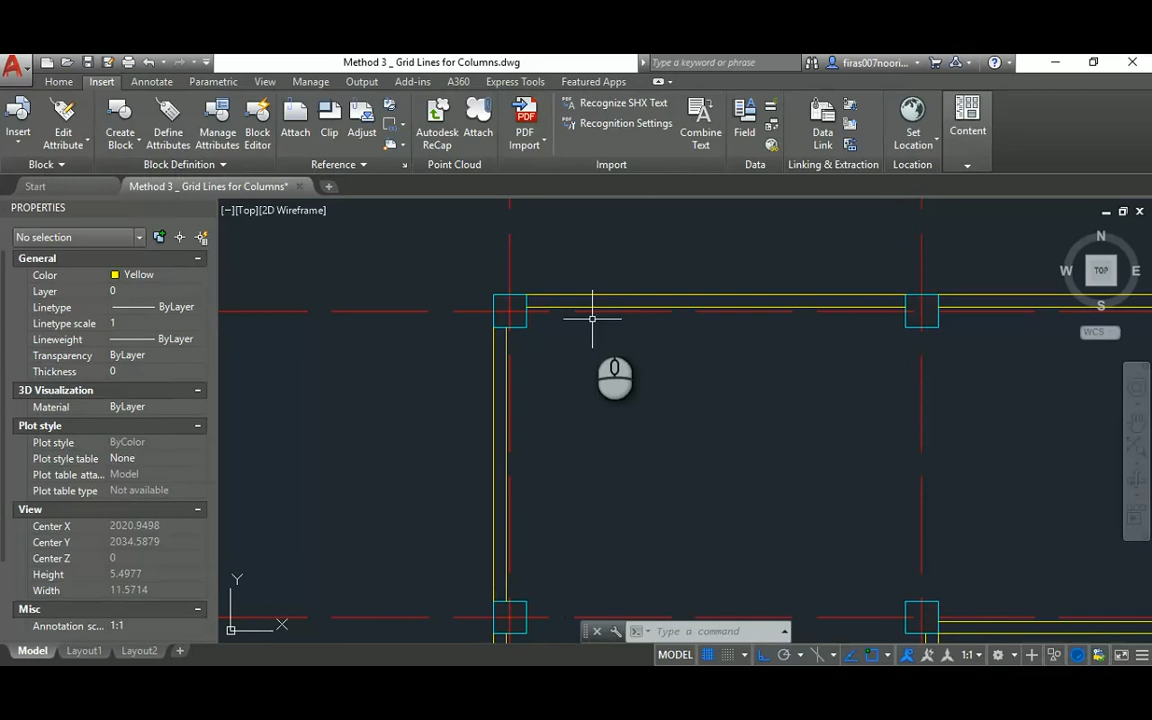 A Method 3 _ Grid Lines for Columns.dwg Type a keyword or phrase firas007noori...
Home Insert Annotate Parametric View Manage Output Add-ins A360 Express Tools Featured Apps
Insert Edit Attribute Create Block Define Attributes Manage Attributes Block Editor Attach Clip Adjust Autodesk ReCap Attach PDF Import Recognize SHX Text Recognition Settings Combine Text Field Data Link Set Location Content
Block Block Definition Reference Point Cloud Import Data Linking & Extraction Location
Start Method 3 _ Grid Lines for Columns*
PROPERTIES
[−][Top][2D Wireframe]
No selection
General
Color Yellow
Layer 0
Linetype ByLayer
Linetype scale 1
Lineweight ByLayer
Transparency ByLayer
Thickness 0
3D Visualization
Material ByLayer
Plot style
Plot style ByColor
Plot style table None
Plot table atta... Model
Plot table type Not available
View
Center X 2020.9498
Center Y 2034.5879
Center Z 0
Height 5.4977
Width 11.5714
Misc
Annotation sc... 1:1
N
W TOP E
S
WCS
Y
X
Type a command
Model Layout1 Layout2
MODEL 1:1